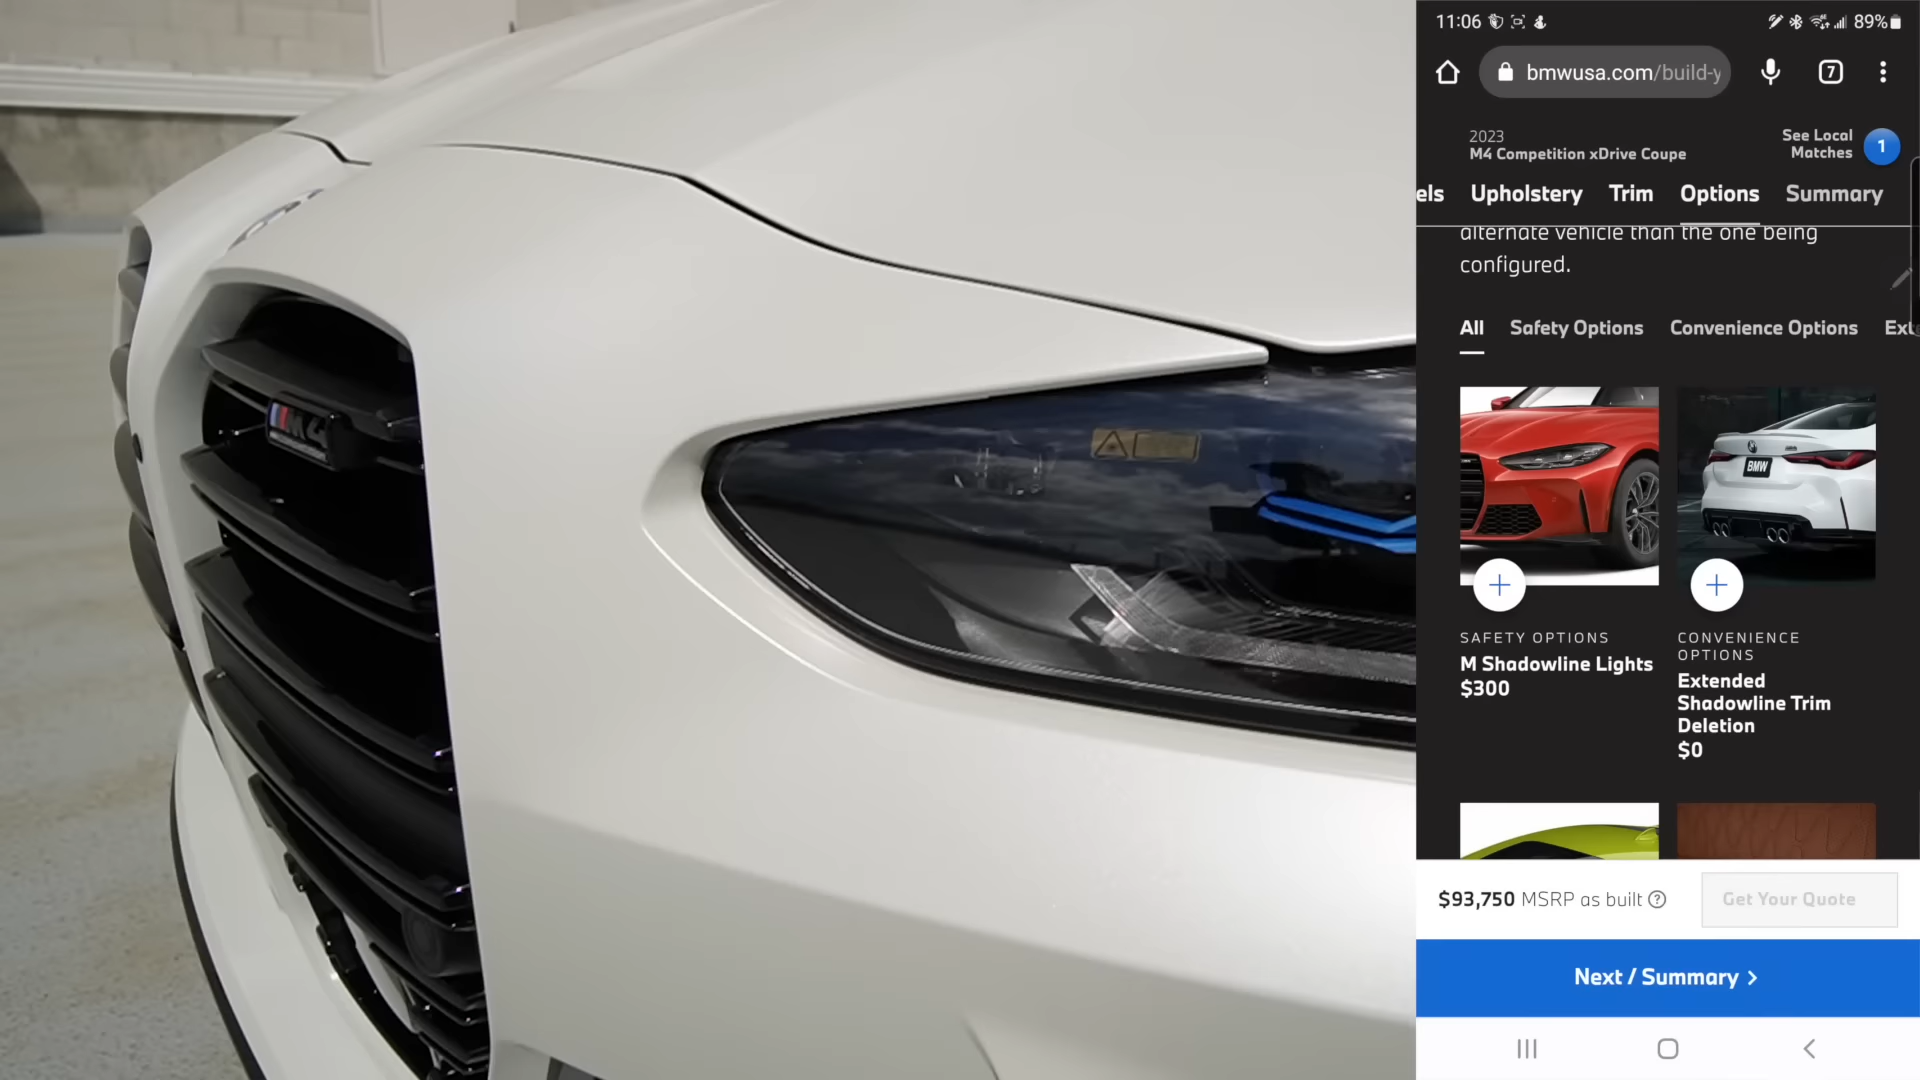 M4
11:06
89%
bmwusa.com/build-y
7
2023
M4 Competition xDrive Coupe
See Local
Matches
1
els Upholstery Trim Options Summary
alternate vehicle than the one being
configured.
All Safety Options Convenience Options Ext
BMW
SAFETY OPTIONS
M Shadowline Lights
$300
CONVENIENCE
OPTIONS
Extended
Shadowline Trim
Deletion
$0
$93,750 MSRP as built
Get Your Quote
Next / Summary